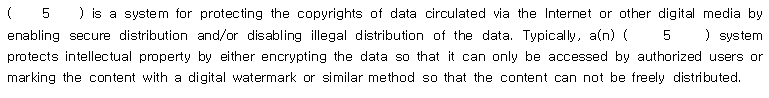 ( 5 ) is a system for protecting the copyrights of data circulated via the Internet or other digital media by
enabling secure distribution and/or disabling illegal distribution of the data. Typically, a(n) ( 5 ) system
protects intellectual property by either encrypting the data so that it can only be accessed by authorized users or
marking the content with a digital watermark or similar method so that the content can not be freely distributed.